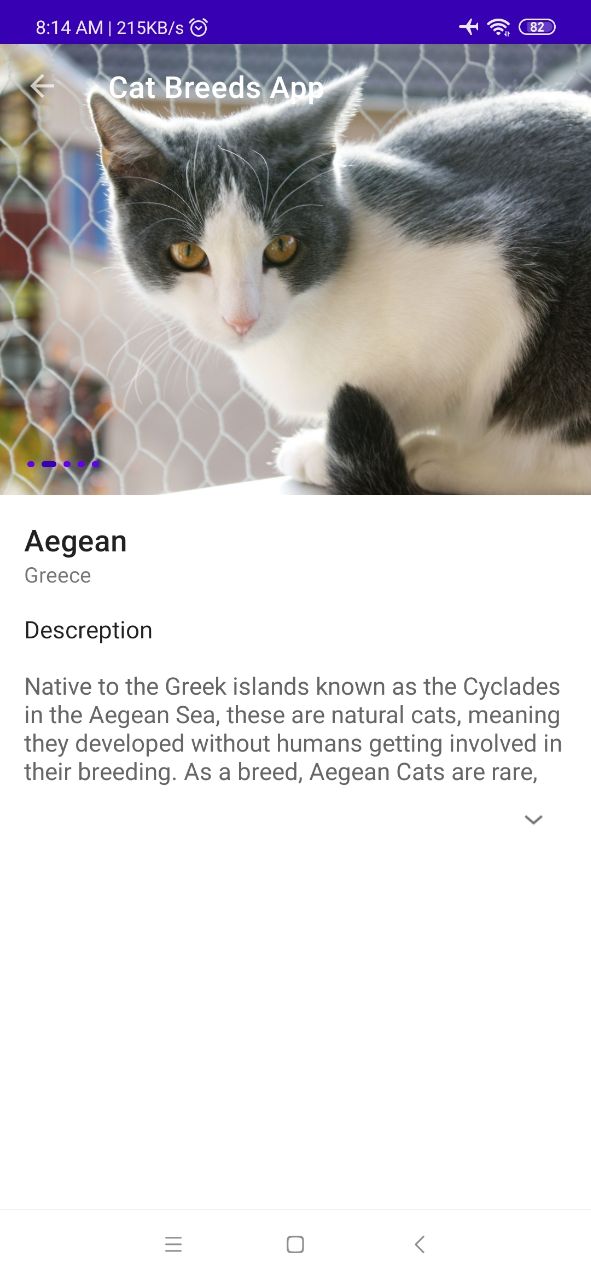 8:14 AM | 215KB/s
82
Cat Breeds App
Aegean
Greece
Descreption
Native to the Greek islands known as the Cyclades
in the Aegean Sea, these are natural cats, meaning
they developed without humans getting involved in
their breeding. As a breed, Aegean Cats are rare,